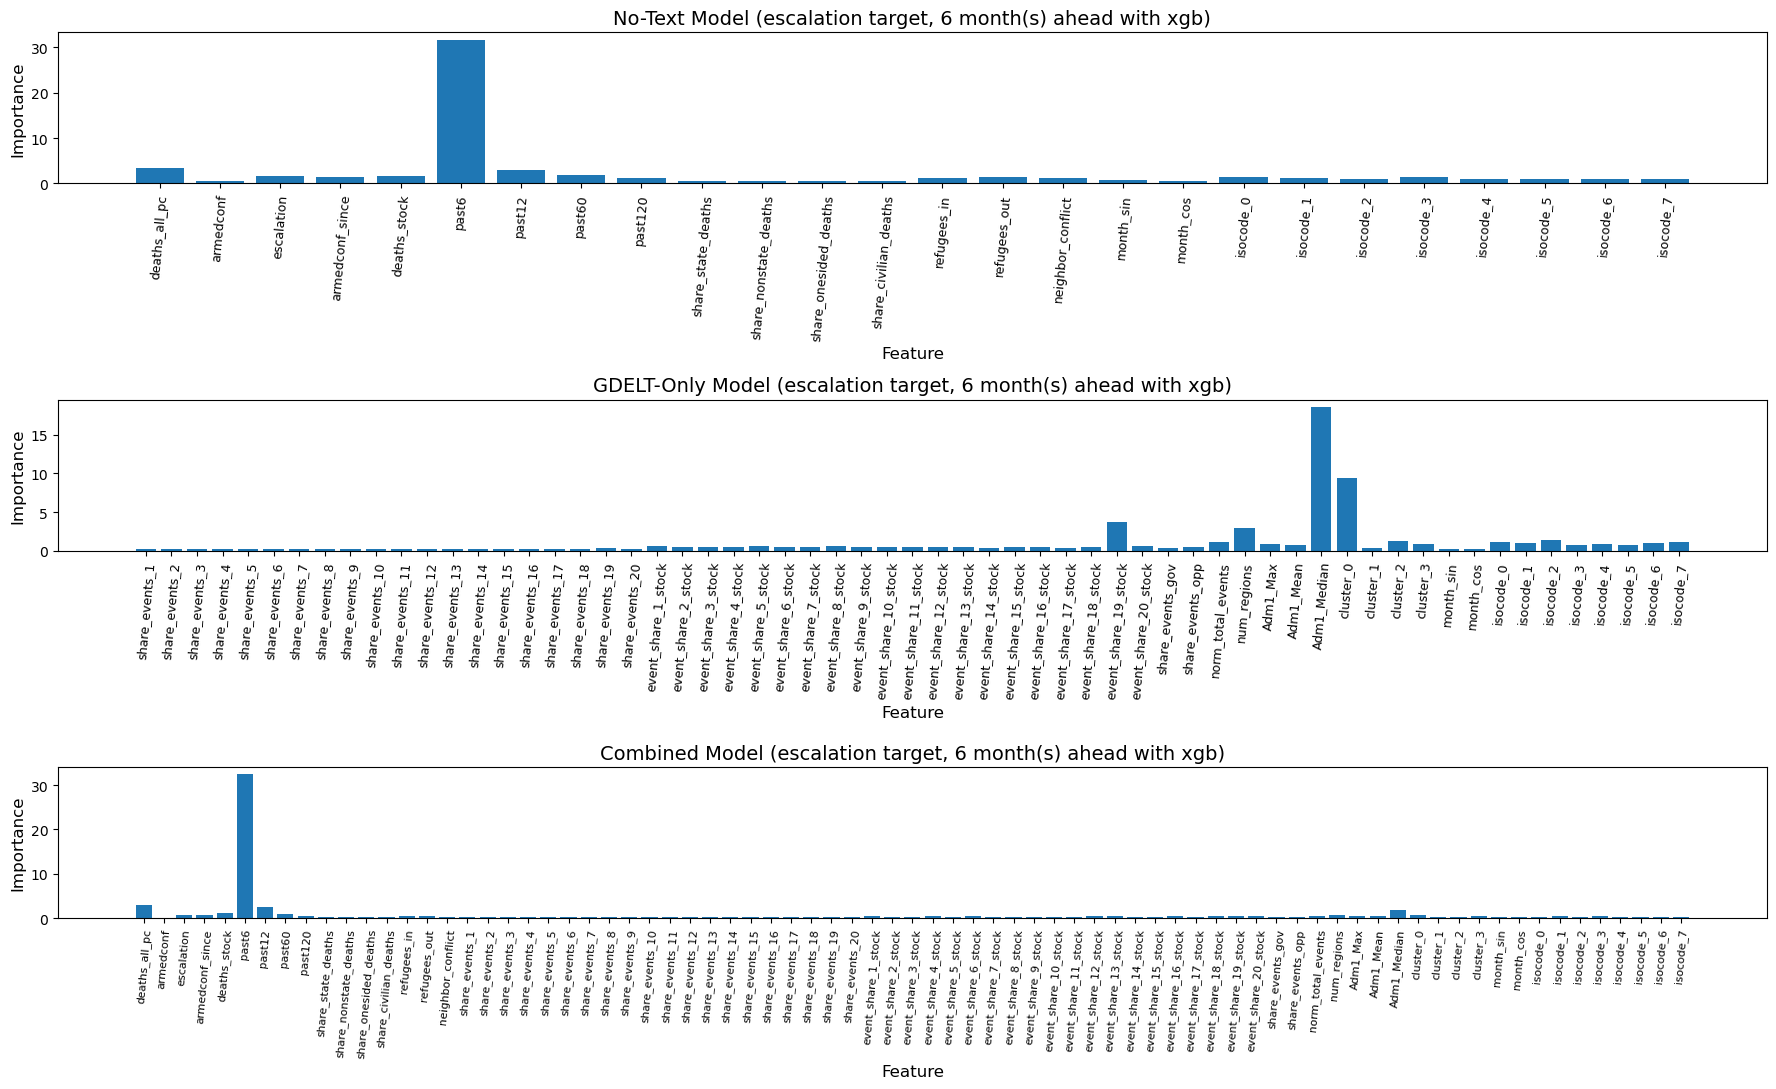 No-Text Model (escalation target, 6 month(s) ahead with xgb)
Importance
30
20
10
0
deaths_all_pc
armedconf
escalation
armedconf_since
deaths_stock
past6
past12
past60
past120
share_state_deaths
share_nonstate_deaths
share_onesided_deaths
share_civilian_deaths
refugees_in
refugees_out
neighbor_conflict
month_sin
month_cos
isocode_0
isocode_1
isocode_2
isocode_3
isocode_4
isocode_5
isocode_6
isocode_7
Feature
GDELT-Only Model (escalation target, 6 month(s) ahead with xgb)
Importance
15
10
5
0
share_events_1
share_events_2
share_events_3
share_events_4
share_events_5
share_events_6
share_events_7
share_events_8
share_events_9
share_events_10
share_events_11
share_events_12
share_events_13
share_events_14
share_events_15
share_events_16
share_events_17
share_events_18
share_events_19
share_events_20
event_share_1_stock
event_share_2_stock
event_share_3_stock
event_share_4_stock
event_share_5_stock
event_share_6_stock
event_share_7_stock
event_share_8_stock
event_share_9_stock
event_share_10_stock
event_share_11_stock
event_share_12_stock
event_share_13_stock
event_share_14_stock
event_share_15_stock
event_share_16_stock
event_share_17_stock
event_share_18_stock
event_share_19_stock
event_share_20_stock
share_events_gov
share_events_opp
norm_total_events
num_regions
Adm1_Max
Adm1_Mean
Adm1_Median
cluster_0
cluster_1
cluster_2
cluster_3
month_sin
month_cos
isocode_0
isocode_1
isocode_2
isocode_3
isocode_4
isocode_5
isocode_6
isocode_7
Feature
Combined Model (escalation target, 6 month(s) ahead with xgb)
Importance
30
20
10
0
deaths_all_pc
armedconf
escalation
armedconf_since
deaths_stock
past6
past12
past60
past120
share_state_deaths
share_nonstate_deaths
share_onesided_deaths
share_civilian_deaths
refugees_in
refugees_out
neighbor_conflict
share_events_1
share_events_2
share_events_3
share_events_4
share_events_5
share_events_6
share_events_7
share_events_8
share_events_9
share_events_10
share_events_11
share_events_12
share_events_13
share_events_14
share_events_15
share_events_16
share_events_17
share_events_18
share_events_19
share_events_20
event_share_1_stock
event_share_2_stock
event_share_3_stock
event_share_4_stock
event_share_5_stock
event_share_6_stock
event_share_7_stock
event_share_8_stock
event_share_9_stock
event_share_10_stock
event_share_11_stock
event_share_12_stock
event_share_13_stock
event_share_14_stock
event_share_15_stock
event_share_16_stock
event_share_17_stock
event_share_18_stock
event_share_19_stock
event_share_20_stock
share_events_gov
share_events_opp
norm_total_events
num_regions
Adm1_Max
Adm1_Mean
Adm1_Median
cluster_0
cluster_1
cluster_2
cluster_3
month_sin
month_cos
isocode_0
isocode_1
isocode_2
isocode_3
isocode_4
isocode_5
isocode_6
isocode_7
Feature